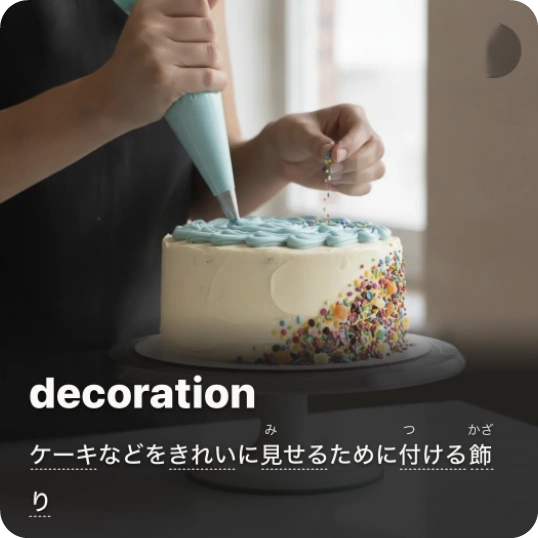 decoration
ケーキなどをきれいに見せるために付ける飾
り
み
つ
かざ